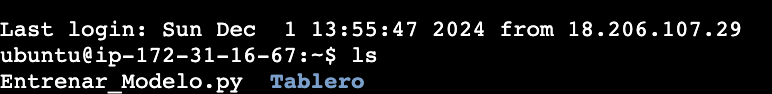 Last login: Sun Dec  1 13:55:47 2024 from 18.206.107.29
ubuntu@ip-172-31-16-67:~$ ls
Entrenar_Modelo.py  Tablero